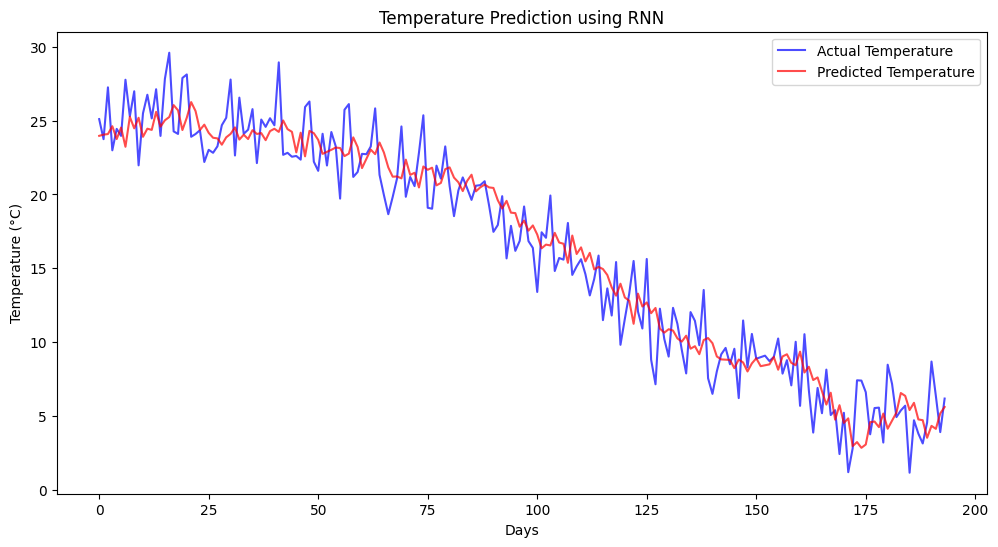 Temperature Prediction using RNN
Actual Temperature
Predicted Temperature
Temperature (°C)
30
25
20
15
10
5
0
0 25 50 75 100 125 150 175 200
Days